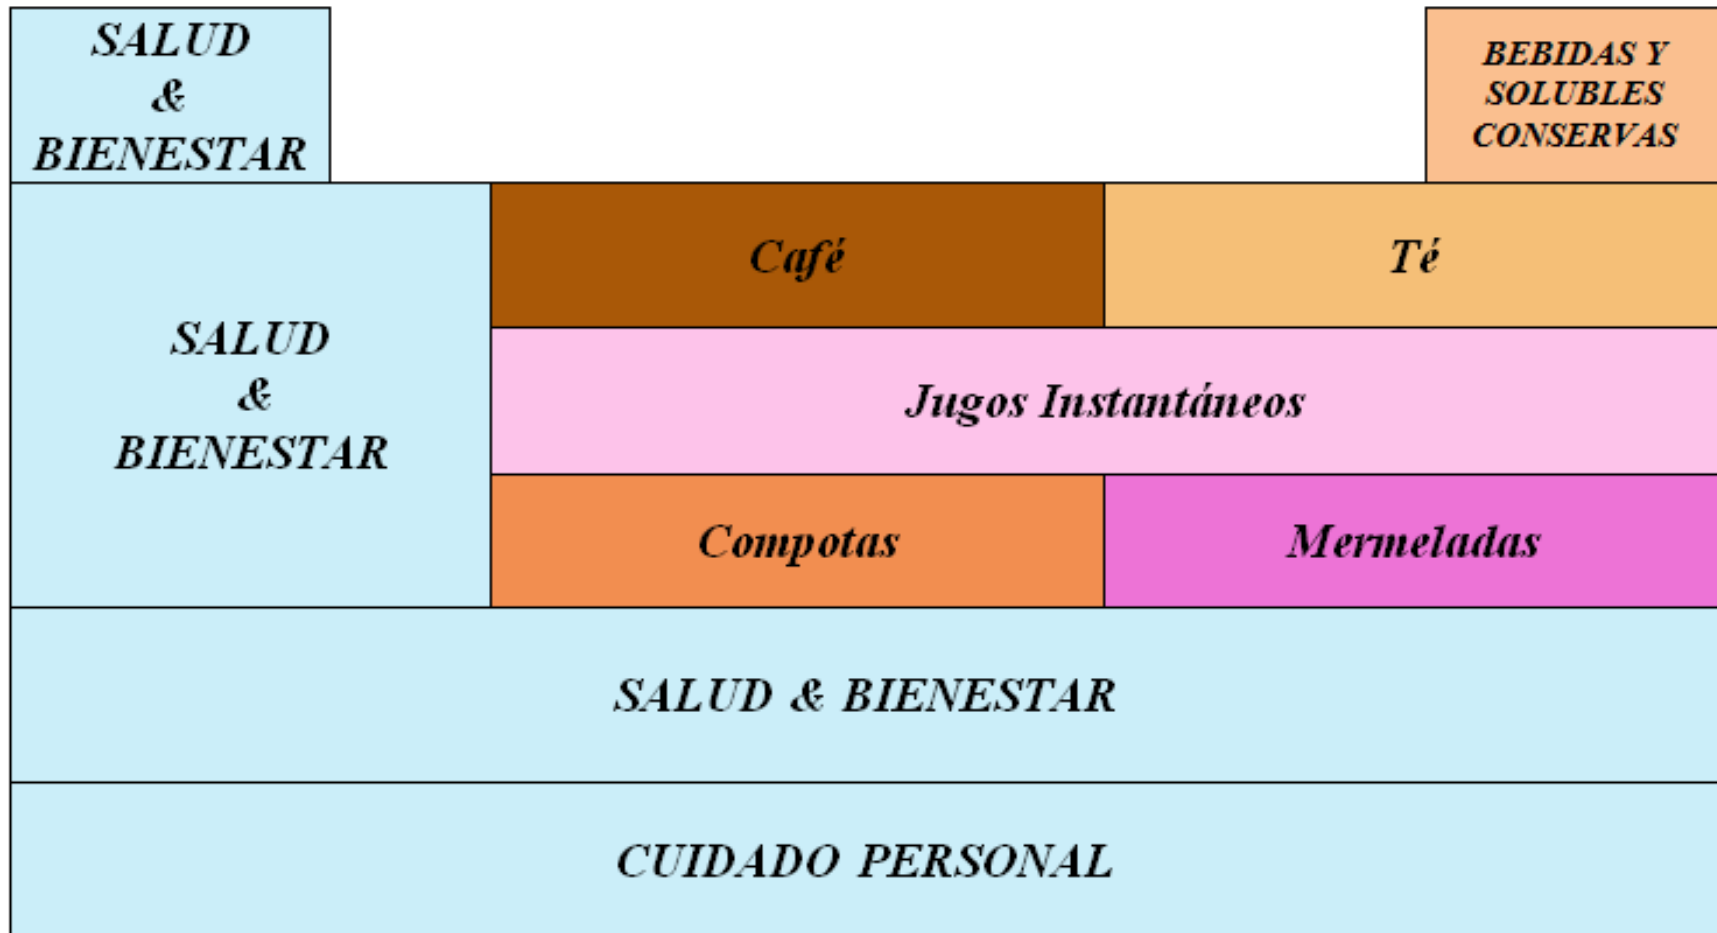 SALUD
&
BIENESTAR
BEBIDAS Y
SOLUBLES
CONSERVAS
SALUD
&
BIENESTAR
Café
Té
Jugos Instantáneos
Compotas
Mermeladas
SALUD & BIENESTAR
CUIDADO PERSONAL